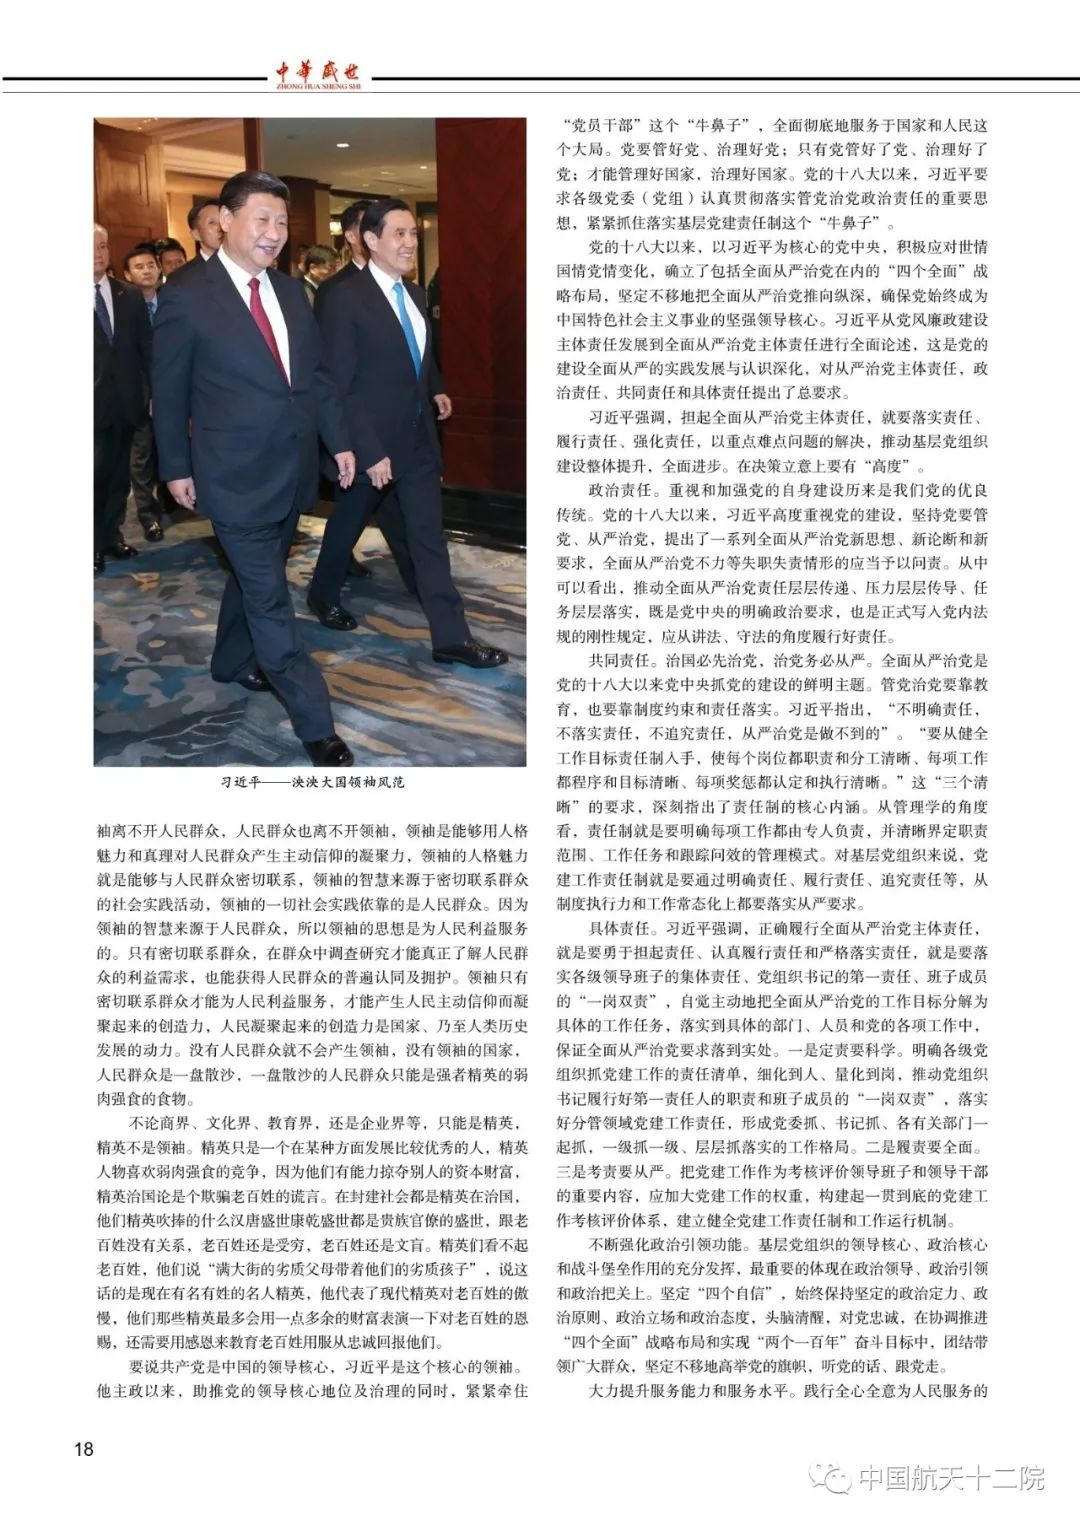 中華盛世
ZHONG HUA SHENG SHI
习近平——泱泱大国领袖风范
袖离不开人民群众，人民群众也离不开领袖，领袖是能够用人格
魅力和真理对人民群众产生主动信仰的凝聚力，领袖的人格魅力
就是能够与人民群众密切联系，领袖的智慧来源于密切联系群众
的社会实践活动，领袖的一切社会实践依靠的是人民群众。因为
领袖的智慧来源于人民群众，所以领袖的思想是为人民利益服务
的。只有密切联系群众，在群众中调查研究才能真正了解人民群
众的利益需求，也能获得人民群众的普遍认同及拥护。领袖只有
密切联系群众才能为人民利益服务，才能产生人民主动信仰而凝
聚起来的创造力，人民凝聚起来的创造力是国家、乃至人类历史
发展的动力。没有人民群众就不会产生领袖，没有领袖的国家，
人民群众是一盘散沙，一盘散沙的人民群众只能是强者精英的弱
肉强食的食物。
不论商界、文化界、教育界，还是企业界等，只能是精英，
精英不是领袖。精英只是一个在某种方面发展比较优秀的人，精英
人物喜欢弱肉强食的竞争，因为他们有能力掠夺别人的资本财富，
精英治国论是个欺骗老百姓的谎言。在封建社会都是精英在治国，
他们精英吹捧的什么汉唐盛世康乾盛世都是贵族官僚的盛世，跟老
百姓没有关系，老百姓还是受穷，老百姓还是文盲。精英们看不起
老百姓，他们说“满大街的劣质父母带着他们的劣质孩子”，说这
话的是现在有名有姓的名人精英，他代表了现代精英对老百姓的傲
慢，他们那些精英最多会用一点多余的财富表演一下对老百姓的恩
赐，还需要用感恩来教育老百姓用服从忠诚回报他们。
要说共产党是中国的领导核心，习近平是这个核心的领袖。
他主政以来，助推党的领导核心地位及治理的同时，紧紧牵住
“党员干部”这个“牛鼻子”，全面彻底地服务于国家和人民这
个大局。党要管好党、治理好党；只有党管好了党、治理好了
党；才能管理好国家，治理好国家。党的十八大以来，习近平要
求各级党委（党组）认真贯彻落实管党治党政治责任的重要思
想，紧紧抓住落实基层党建责任制这个“牛鼻子”。
党的十八大以来，以习近平为核心的党中央，积极应对世情
国情党情变化，确立了包括全面从严治党在内的“四个全面”战
略布局，坚定不移地把全面从严治党推向纵深，确保党始终成为
中国特色社会主义事业的坚强领导核心。习近平从党风廉政建设
主体责任发展到全面从严治党主体责任进行全面论述，这是党的
建设全面从严的实践发展与认识深化，对从严治党主体责任，政
治责任、共同责任和具体责任提出了总要求。
习近平强调，担起全面从严治党主体责任，就要落实责任、
履行责任、强化责任，以重点难点问题的解决，推动基层党组织
建设整体提升，全面进步。在决策立意上要有“高度”。
政治责任。重视和加强党的自身建设历来是我们党的优良
传统。党的十八大以来，习近平高度重视党的建设，坚持党要管
党、从严治党，提出了一系列全面从严治党新思想、新论断和新
要求，全面从严治党不力等失职失责情形的应当予以问责。从中
可以看出，推动全面从严治党责任层层传递、压力层层传导、任
务层层落实，既是党中央的明确政治要求，也是正式写入党内法
规的刚性规定，应从讲法、守法的角度履行好责任。
共同责任。治国必先治党，治党务必从严。全面从严治党是
党的十八大以来党中央抓党的建设的鲜明主题。管党治党要靠教
育，也要靠制度约束和责任落实。习近平指出，“不明确责任，
不落实责任，不追究责任，从严治党是做不到的”。“要从健全
工作目标责任制入手，使每个岗位都职责和分工清晰、每项工作
都程序和目标清晰、每项奖惩都认定和执行清晰。”这“三个清
晰”的要求，深刻指出了责任制的核心内涵。从管理学的角度
看，责任制就是要明确每项工作都由专人负责，并清晰界定职责
范围、工作任务和跟踪问效的管理模式。对基层党组织来说，党
建工作责任制就是要通过明确责任、履行责任、追究责任等，从
制度执行力和工作常态化上都要落实从严要求。
具体责任。习近平强调，正确履行全面从严治党主体责任，
就是要勇于担起责任、认真履行责任和严格落实责任，就是要落
实各级领导班子的集体责任、党组织书记的第一责任、班子成员
的“一岗双责”，自觉主动地把全面从严治党的工作目标分解为
具体的工作任务，落实到具体的部门、人员和党的各项工作中，
保证全面从严治党要求落到实处。一是定责要科学。明确各级党
组织抓党建工作的责任清单，细化到人、量化到岗，推动党组织
书记履行好第一责任人的职责和班子成员的“一岗双责”，落实
好分管领域党建工作责任，形成党委抓、书记抓、各有关部门一
起抓，一级抓一级、层层抓落实的工作格局。二是履责要全面。
三是考责要从严。把党建工作作为考核评价领导班子和领导干部
的重要内容，应加大党建工作的权重，构建起一贯到底的党建工
作考核评价体系，建立健全党建工作责任制和工作运行机制。
不断强化政治引领功能。基层党组织的领导核心、政治核心
和战斗堡垒作用的充分发挥，最重要的体现在政治领导、政治引领
和政治把关上。坚定“四个自信”，始终保持坚定的政治定力、政
治原则、政治立场和政治态度，头脑清醒，对党忠诚，在协调推进
“四个全面”战略布局和实现“两个一百年”奋斗目标中，团结带
领广大群众，坚定不移地高举党的旗帜，听党的话、跟党走。
大力提升服务能力和服务水平。践行全心全意为人民服务的
18
中国航天十二院